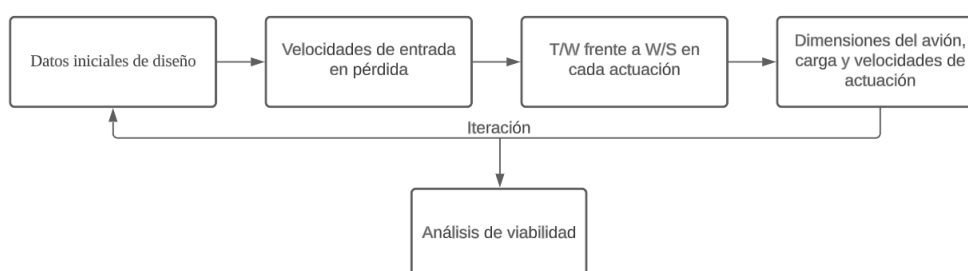 Datos iniciales de diseño
Velocidades de entrada
en pérdida
T/W frente a W/S en
cada actuación
Dimensiones del avión,
carga y velocidades de
actuación
Iteración
Análisis de viabilidad